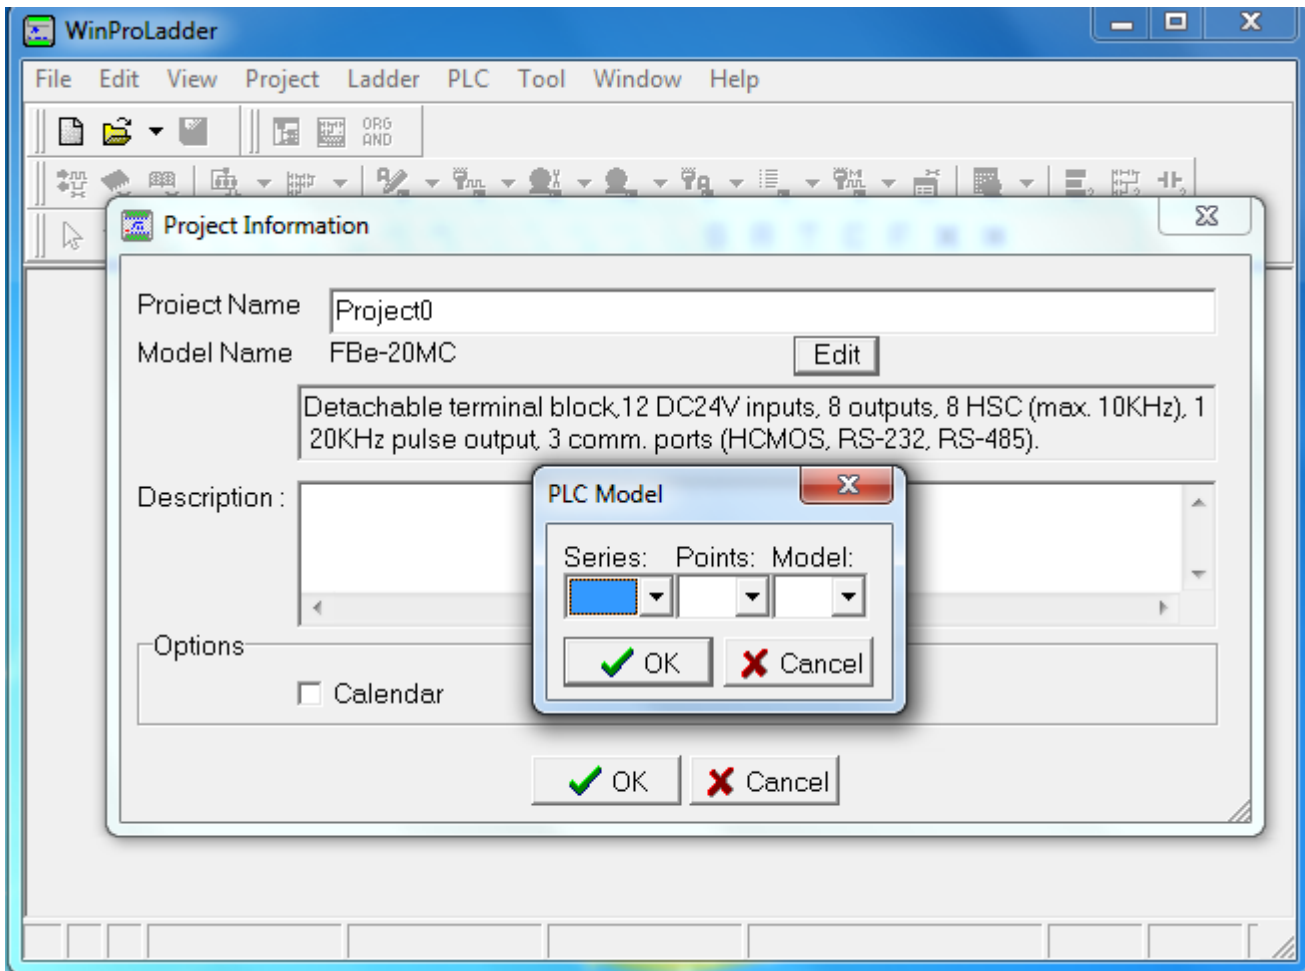 WinProLadder
File Edit View Project Ladder PLC Tool Window Help
ORG
AND
Project Information
Proiect Name
Project0
Model Name FBe-20MC Edit
Detachable terminal block,12 DC24V inputs, 8 outputs, 8 HSC (max. 10KHz), 1
20KHz pulse output, 3 comm. ports (HCMOS, RS-232, RS-485).
Description :
PLC Model
Series: Points: Model:
OK Cancel
Options
Calendar
OK Cancel